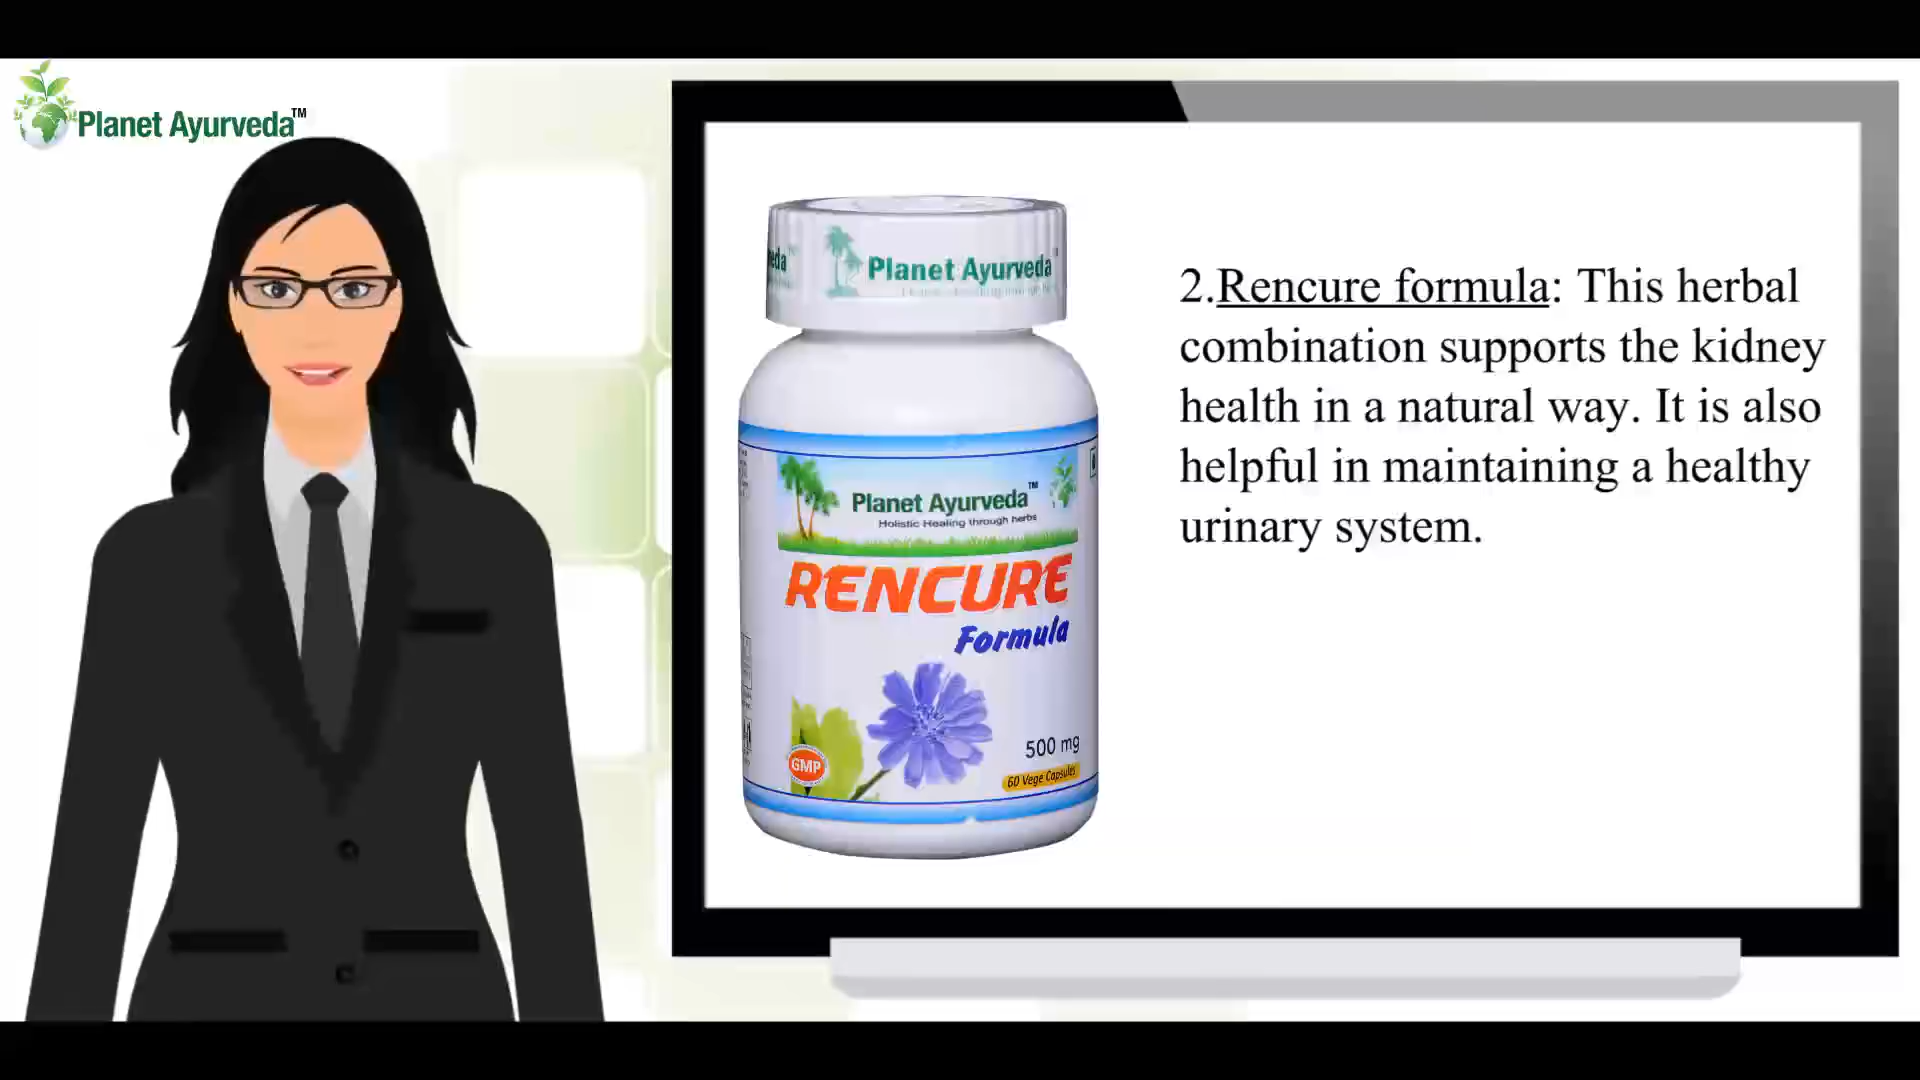 Planet Ayurveda™
eda™
Planet Ayurveda
2.Rencure formula: This herbal
combination supports the kidney
health in a natural way. It is also
helpful in maintaining a healthy
urinary system.
Planet Ayurveda™
Holistic Healing through herbs
RENCURE
Formula
500 mg
GMP
60 Vege Capsules